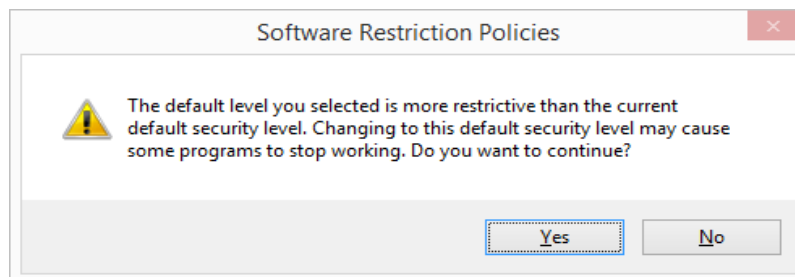 Software Restriction Policies
The default level you selected is more restrictive than the current
default security level. Changing to this default security level may cause
some programs to stop working. Do you want to continue?
Yes No